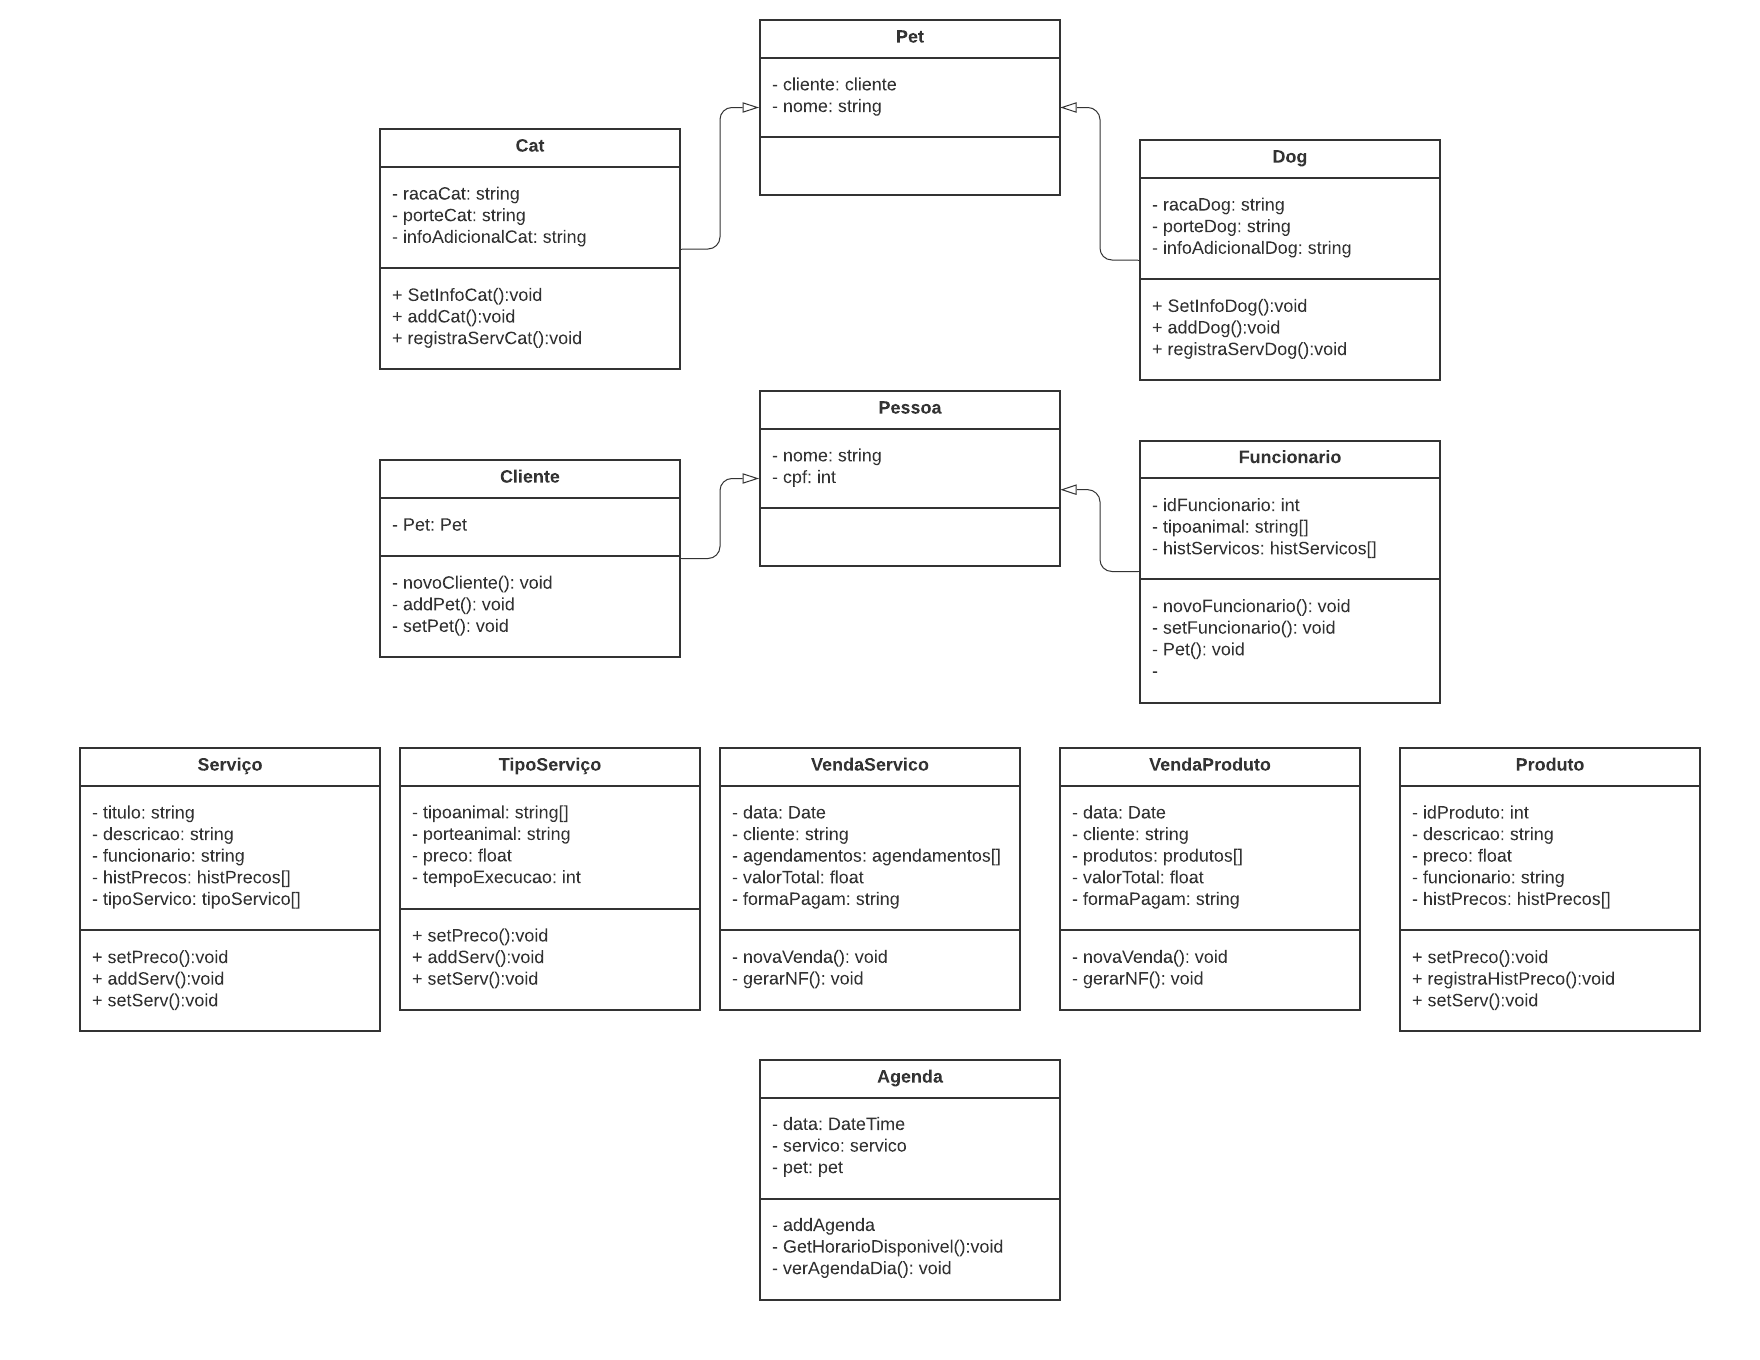 Pet
- cliente: cliente
- nome: string
Cat
- racaCat: string
- porteCat: string
- infoAdicionalCat: string
+ SetInfoCat():void
+ addCat():void
+ registraServCat():void
Dog
- racaDog: string
- porteDog: string
- infoAdicionalDog: string
+ SetInfoDog():void
+ addDog():void
+ registraServDog():void
Pessoa
- nome: string
- cpf: int
Cliente
- Pet: Pet
- novoCliente(): void
- addPet(): void
- setPet(): void
Funcionario
- idFuncionario: int
- tipoanimal: string[]
- histServicos: histServicos[]
- novoFuncionario(): void
- setFuncionario(): void
- Pet(): void
-
Serviço
- titulo: string
- descricao: string
- funcionario: string
- histPrecos: histPrecos[]
- tipoServico: tipoServico[]
+ setPreco():void
+ addServ():void
+ setServ():void
TipoServiço
- tipoanimal: string[]
- porteanimal: string
- preco: float
- tempoExecucao: int
+ setPreco():void
+ addServ():void
+ setServ():void
VendaServico
- data: Date
- cliente: string
- agendamentos: agendamentos[]
- valorTotal: float
- formaPagam: string
- novaVenda(): void
- gerarNF(): void
VendaProduto
- data: Date
- cliente: string
- produtos: produtos[]
- valorTotal: float
- formaPagam: string
- novaVenda(): void
- gerarNF(): void
Produto
- idProduto: int
- descricao: string
- preco: float
- funcionario: string
- histPrecos: histPrecos[]
+ setPreco():void
+ registraHistPreco():void
+ setServ():void
Agenda
- data: DateTime
- servico: servico
- pet: pet
- addAgenda
- GetHorarioDisponivel():void
- verAgendaDia(): void